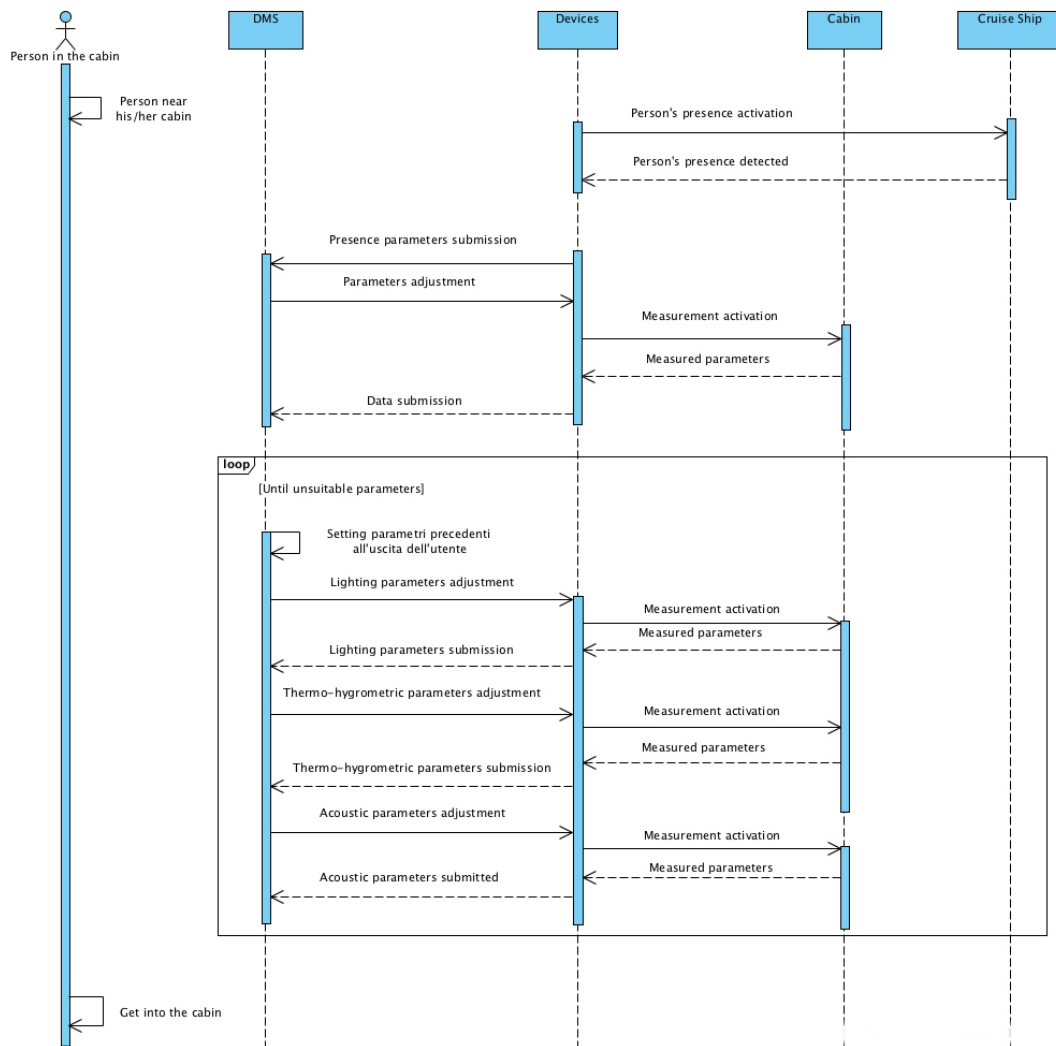 DMS
Devices
Cabin
Cruise Ship
Person in the cabin
Person near
his/her cabin
Person's presence activation
Person's presence detected
Presence parameters submission
Parameters adjustment
Measurement activation
Measured parameters
Data submission
loop
[Until unsuitable parameters]
Setting parametri precedenti
all'uscita dell'utente
Lighting parameters adjustment
Measurement activation
Measured parameters
Lighting parameters submission
Thermo-hygrometric parameters adjustment
Measurement activation
Measured parameters
Thermo-hygrometric parameters submission
Acoustic parameters adjustment
Measurement activation
Measured parameters
Acoustic parameters submitted
Get into the cabin